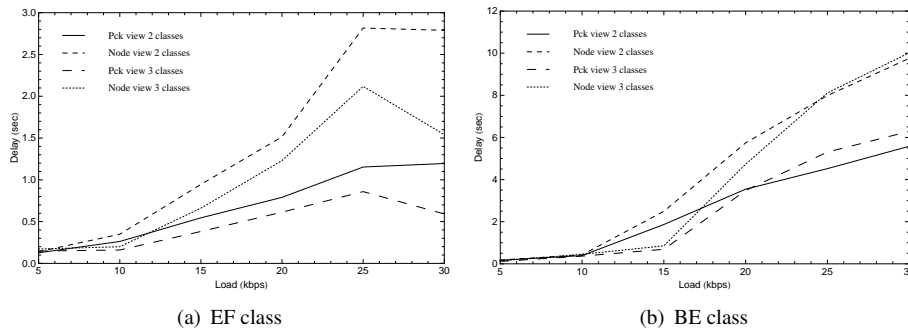 3.0
2.5
2.0
1.5
1.0
0.5
0.0
Delay (sec)
Pck view 2 classes
Node view 2 classes
Pck view 3 classes
Node view 3 classes
5 10 15 20 25 30
Load (kbps)
(a) EF class
12
10
8
6
4
2
0
Delay (sec)
Pck view 2 classes
Node view 2 classes
Pck view 3 classes
Node view 3 classes
5 10 15 20 25
Load (kbps)
(b) BE class